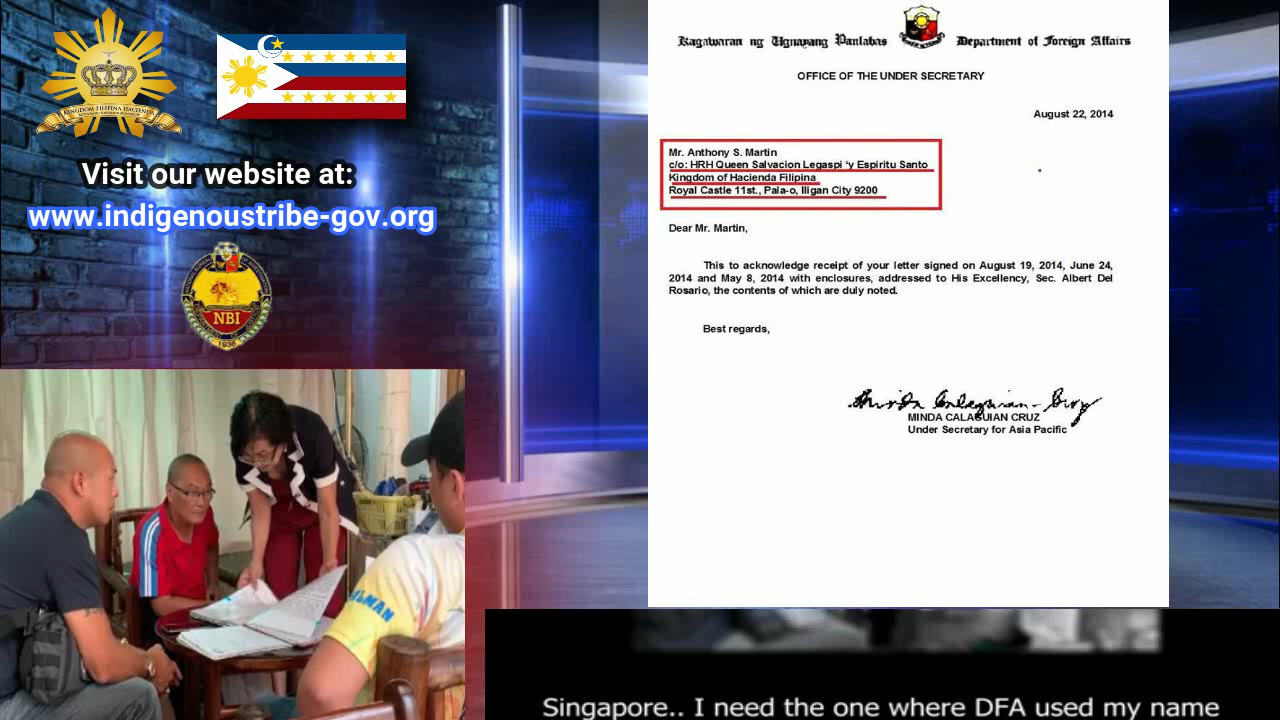 KINGDOM FILIPINA HACIENDA
Visit our website at:
www.indigenoustribe-gov.org
NBI
1936
ALMAN
Kagawaran ng Ugnayang Panlabas
Department of Foreign Affairs
OFFICE OF THE UNDER SECRETARY
August 22, 2014
Mr. Anthony S. Martin
c/o: HRH Queen Salvacion Legaspi 'y Espiritu Santo
Kingdom of Hacienda Filipina
Royal Castle 11st., Pala-o, Iligan City 9200
Dear Mr. Martin,
This to acknowledge receipt of your letter signed on August 19, 2014, June 24,
2014 and May 8, 2014 with enclosures, addressed to His Excellency, Sec. Albert Del
Rosario, the contents of which are duly noted.
Best regards,
MINDA CALAGUIAN CRUZ
Under Secretary for Asia Pacific
Singapore.. I need the one where DFA used my name